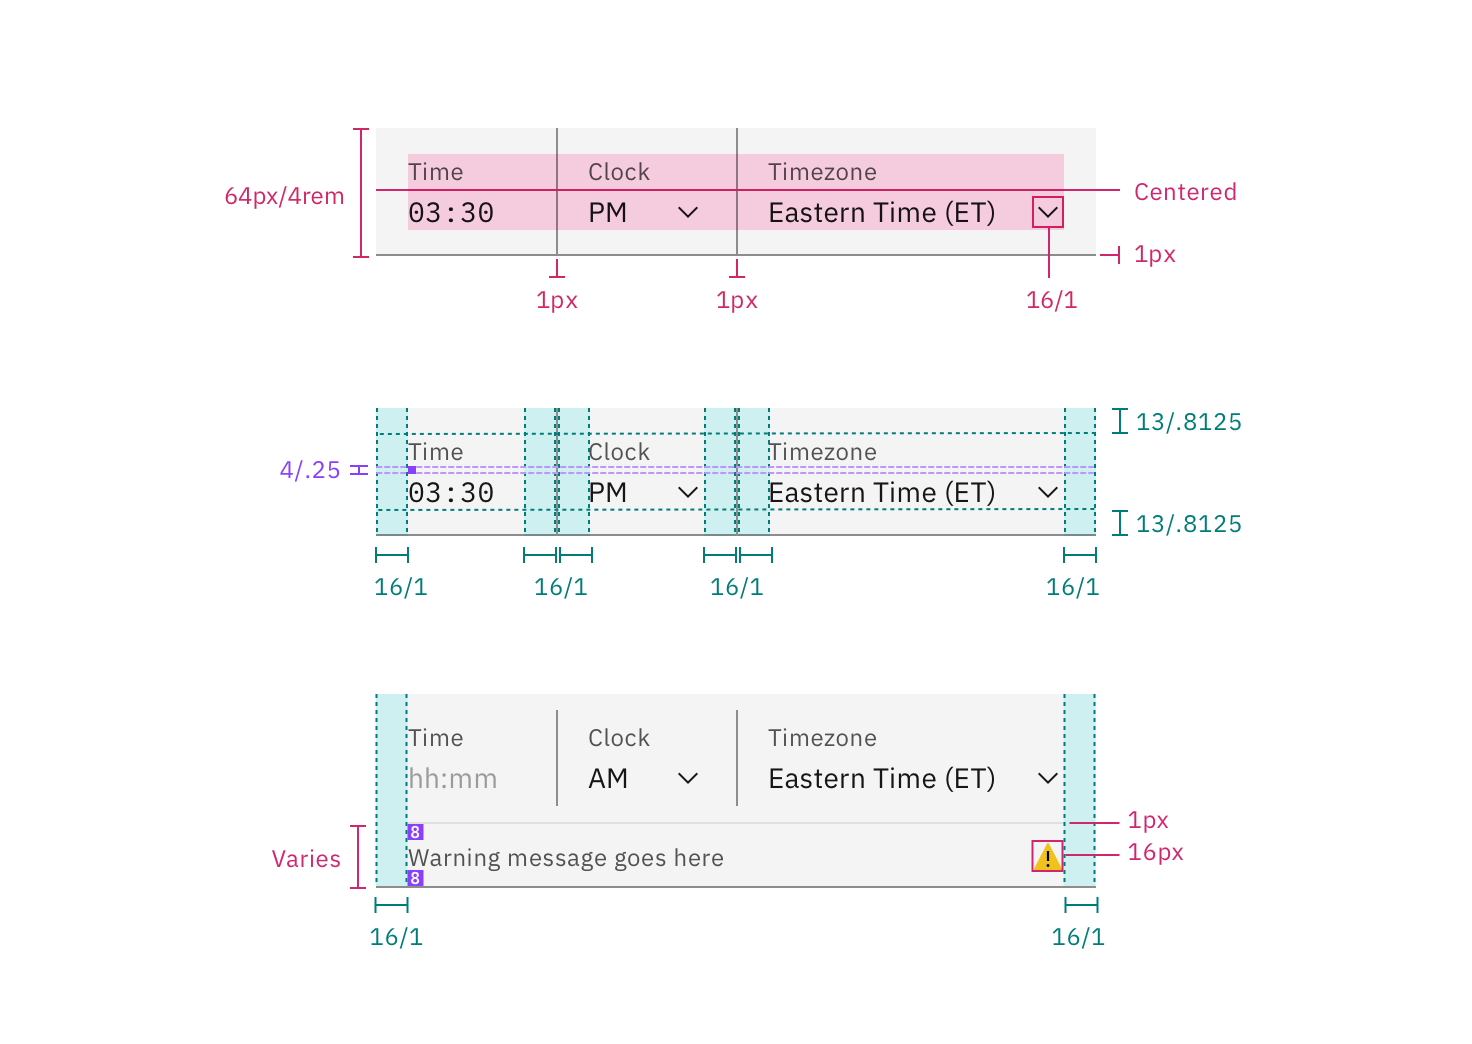 Time Clock Timezone
64px/4rem Centered
03:30 PM Eastern Time (ET)
1px
1px 1px 16/1
13/.8125
Time Clock Timezone
4/.25
03:30 PM Eastern Time (ET)
13/.8125
16/1 16/1 16/1 16/1
Time Clock Timezone
hh:mm AM Eastern Time (ET)
1px
8
Varies Warning message goes here 16px
8
16/1 16/1